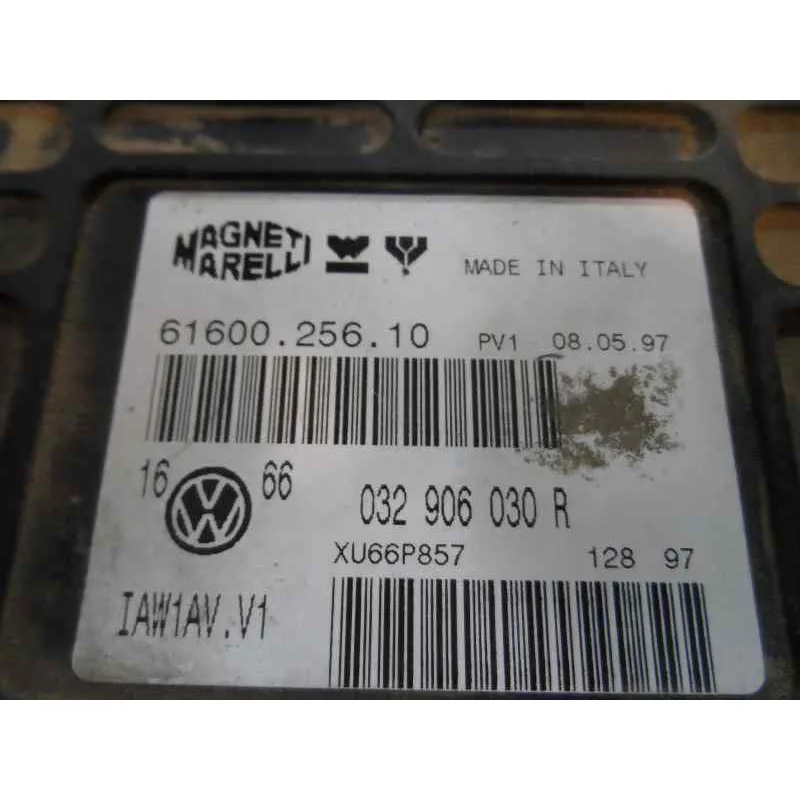 MAGNETI
MARELLI
MADE IN ITALY
61600.256.10 PV1 08.05.97
16 66
032 906 030 R
XU66P857 128 97
IAW1AV.V1